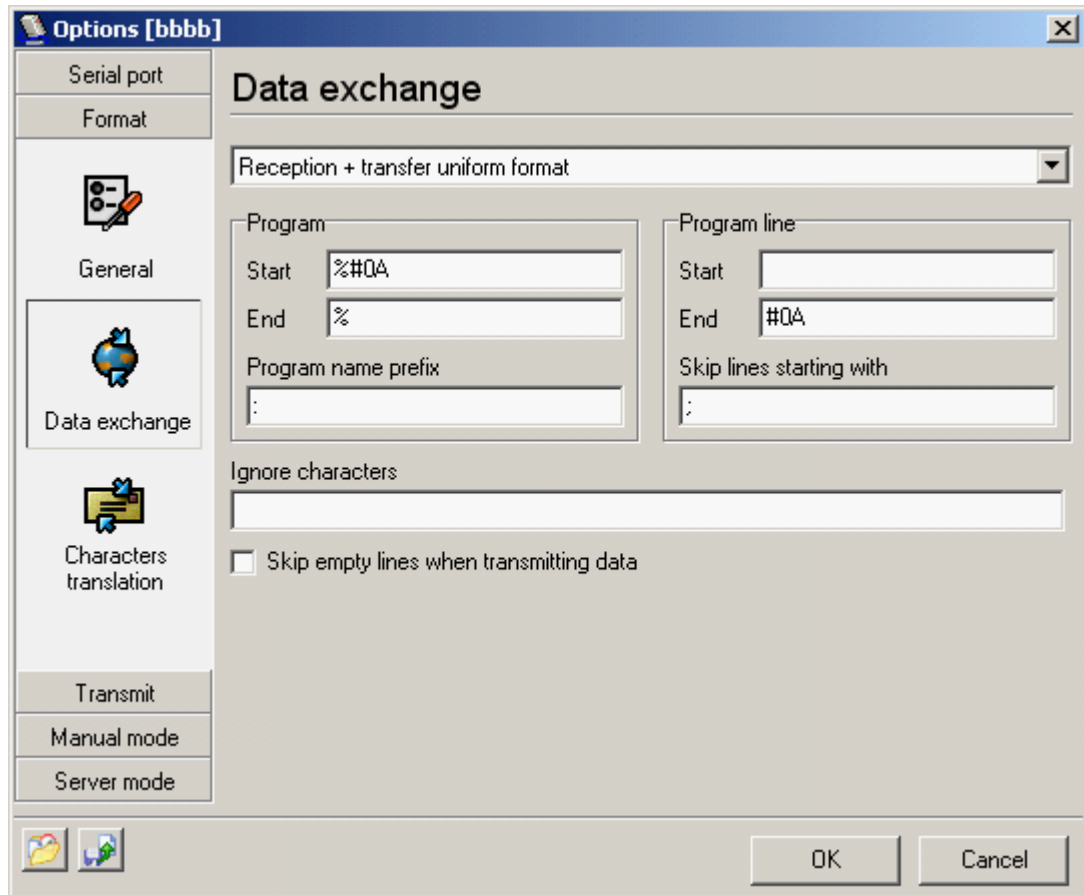 Options [bbbb]
Serial port
Format
General
Data exchange
Characters
translation
Transmit
Manual mode
Server mode
Data exchange
Reception + transfer uniform format
Program
Start %#0A
End %
Program name prefix
:
Program line
Start
End #0A
Skip lines starting with
;
Ignore characters
Skip empty lines when transmitting data
OK
Cancel